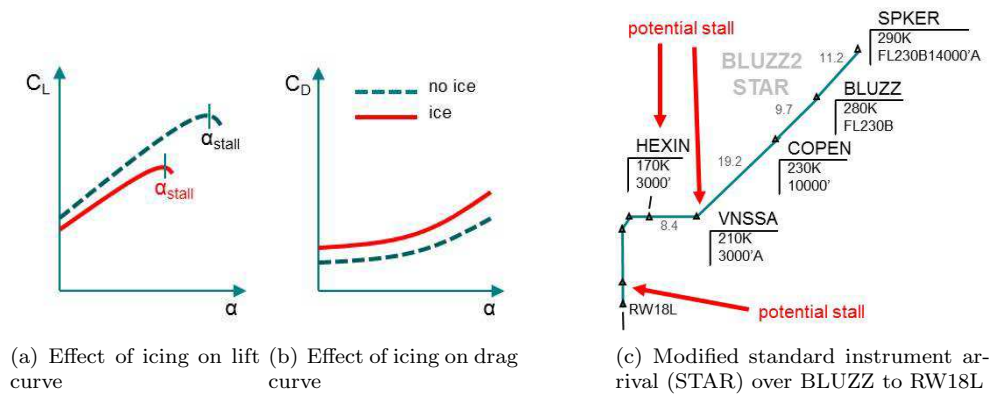 C_L
α_stall
α_stall
α
C_D
no ice
ice
α
potential stall
BLUZZ2
STAR
SPKER
290K
FL230B14000'A
11.2
BLUZZ
280K
FL230B
9.7
COPEN
230K
10000'
19.2
HEXIN
170K
3000'
8.4
VNSSA
210K
3000'A
RW18L
potential stall
(a) Effect of icing on lift
curve
(b) Effect of icing on drag
curve
(c) Modified standard instrument ar-
rival (STAR) over BLUZZ to RW18L